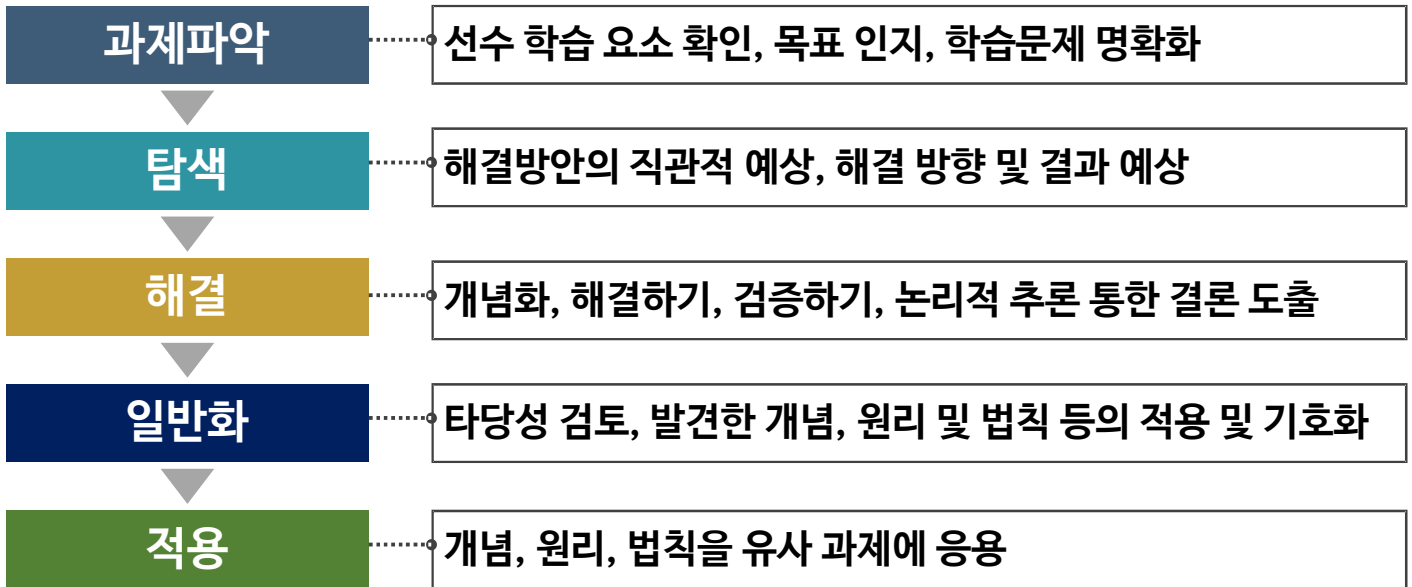 과제파악
선수 학습 요소 확인, 목표 인지, 학습문제 명확화
탐색
해결방안의 직관적 예상, 해결 방향 및 결과 예상
해결
개념화, 해결하기, 검증하기, 논리적 추론 통한 결론 도출
일반화
타당성 검토, 발견한 개념, 원리 및 법칙 등의 적용 및 기호화
적용
개념, 원리, 법칙을 유사 과제에 응용